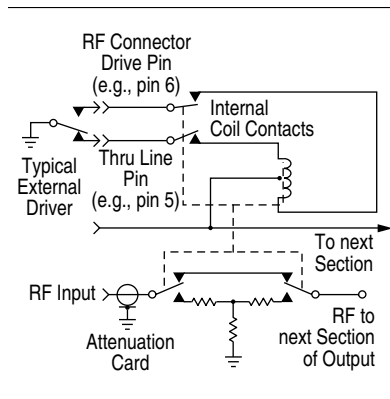 RF Connector
Drive Pin
(e.g., pin 6)
Internal
Coil Contacts
Typical
External
Driver
Thru Line
Pin
(e.g., pin 5)
To next
Section
RF Input
Attenuation
Card
RF to
next Section
of Output